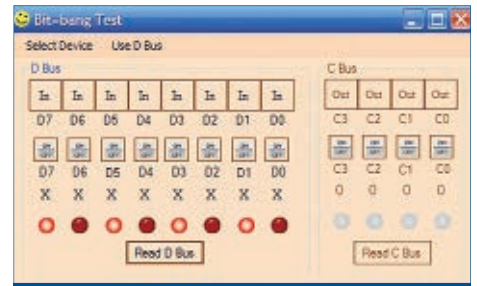 Bit-bang Test
Select Device Use D Bus
D Bus C Bus
In In In In In In In In Out Out Out Out
D7 D6 D5 D4 D3 D2 D1 D0 C3 C2 C1 C0
D7 D6 D5 D4 D3 D2 D1 D0 C3 C2 C1 C0
X X X X X X X X 0 0 0 0
Read D Bus Read C Bus